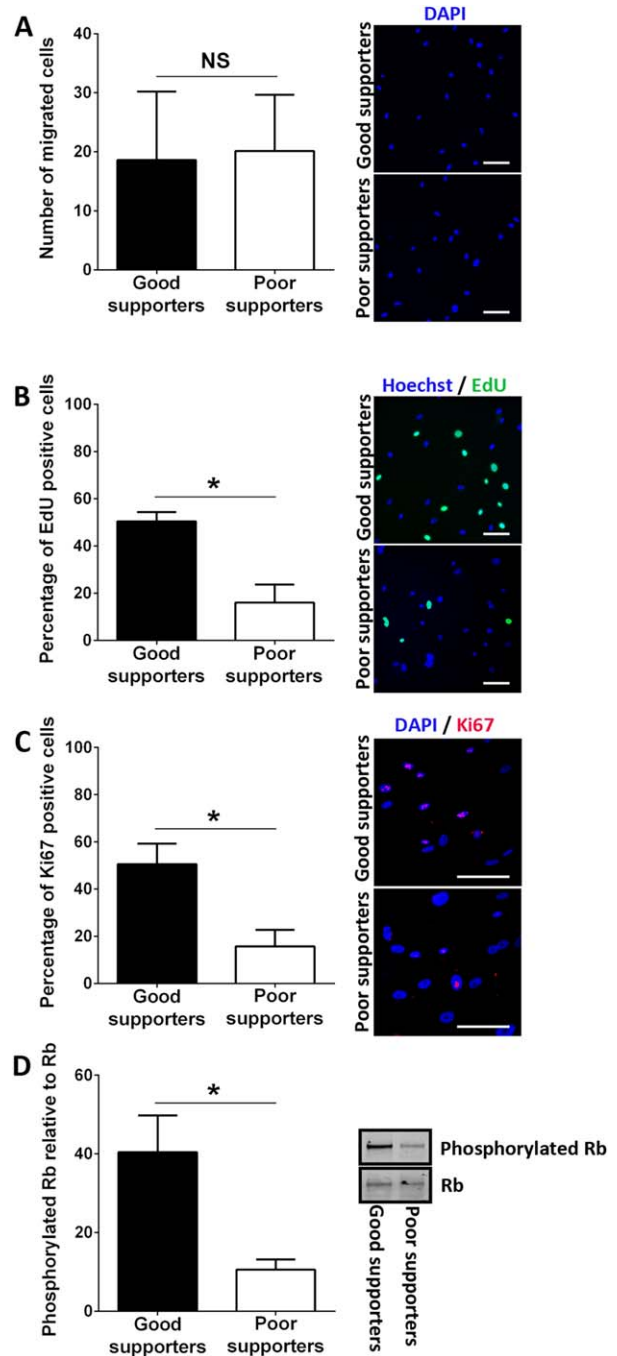 A
Number of migrated cells
40
30
20
10
0
NS
Good
supporters
Poor
supporters
DAPI
Good supporters
Poor supporters
B
Percentage of EdU positive cells
100
80
60
40
20
0
*
Good
supporters
Poor
supporters
Hoechst / EdU
Good supporters
Poor supporters
C
Percentage of Ki67 positive cells
100
80
60
40
20
0
*
Good
supporters
Poor
supporters
DAPI / Ki67
Good supporters
Poor supporters
D
Phosphorylated Rb relative to Rb
60
40
20
0
*
Good
supporters
Poor
supporters
Phosphorylated Rb
Rb
Good supporters
Poor supporters